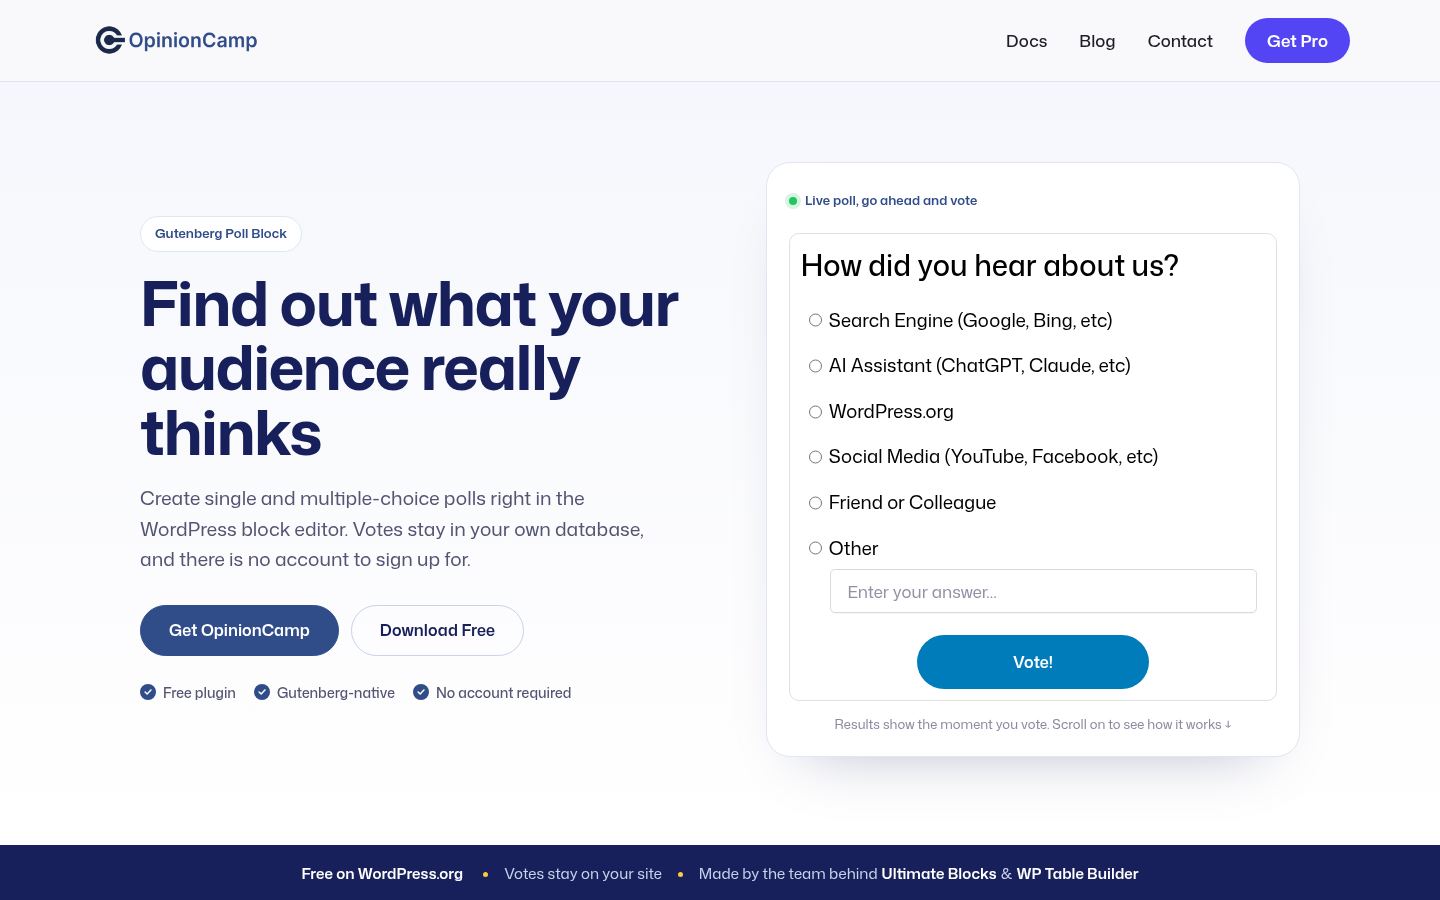 OpinionCamp
Docs
Blog
Contact
Get Pro
Gutenberg Poll Block
Find out what your
audience really
thinks
Create single and multiple-choice polls right in the
WordPress block editor. Votes stay in your own database,
and there is no account to sign up for.
Get OpinionCamp
Download Free
Free plugin
Gutenberg-native
No account required
Live poll, go ahead and vote
How did you hear about us?
Search Engine (Google, Bing, etc)
AI Assistant (ChatGPT, Claude, etc)
WordPress.org
Social Media (YouTube, Facebook, etc)
Friend or Colleague
Other
Enter your answer...
Vote!
Results show the moment you vote. Scroll on to see how it works ↓
Free on WordPress.org • Votes stay on your site • Made by the team behind Ultimate Blocks & WP Table Builder